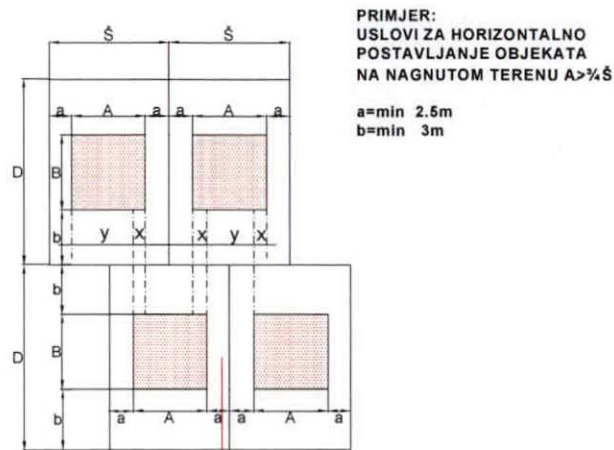 PRIMJER:
USLOVI ZA HORIZONTALNO
POSTAVLJANJE OBJEKATA
NA NAGNUTOM TERENU A>¾Š
a=min 2.5m
b=min 3m
Š Š
a A a a A a
D
B
b
y x x y x
b
D
B
b
a A a a A a